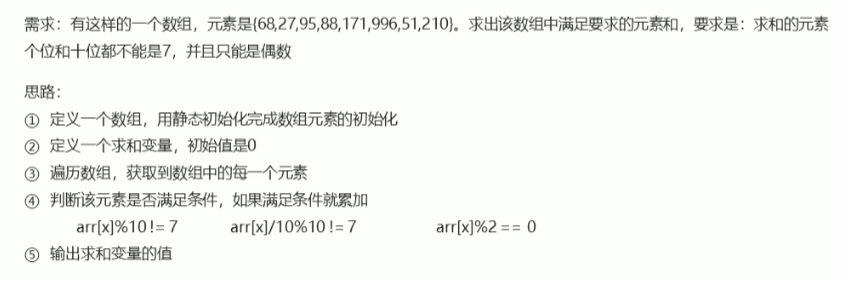 需求：有这样的一个数组，元素是{68,27,95,88,171,996,51,210}。求出该数组中满足要求的元素和，要求是：求和的元素
个位和十位都不能是7，并且只能是偶数
思路：
① 定义一个数组，用静态初始化完成数组元素的初始化
② 定义一个求和变量，初始值是0
③ 遍历数组，获取到数组中的每一个元素
④ 判断该元素是否满足条件，如果满足条件就累加
arr[x]%10 != 7 arr[x]/10%10 != 7 arr[x]%2 == 0
⑤ 输出求和变量的值